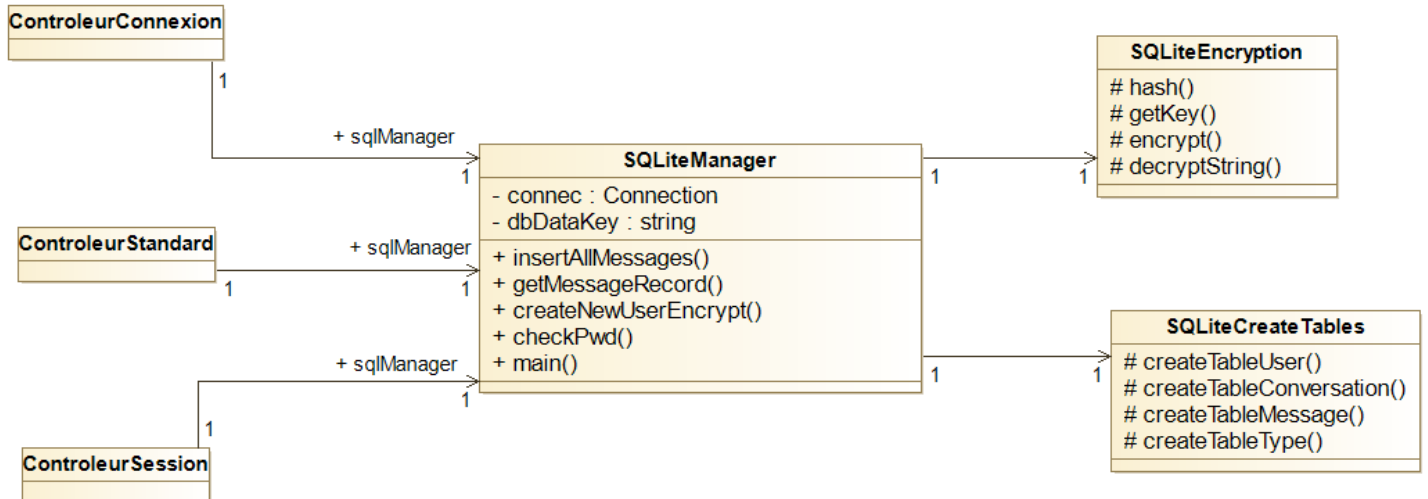 ControleurConnexion
1
+ sqlManager
1
ControleurStandard
1
+ sqlManager
1
ControleurSession
1
+ sqlManager
1
SQLiteManager
- connec : Connection
- dbDataKey : string
+ insertAllMessages()
+ getMessageRecord()
+ createNewUserEncrypt()
+ checkPwd()
+ main()
1
1
SQLiteEncryption
# hash()
# getKey()
# encrypt()
# decryptString()
1
1
SQLiteCreateTables
# createTableUser()
# createTableConversation()
# createTableMessage()
# createTableType()